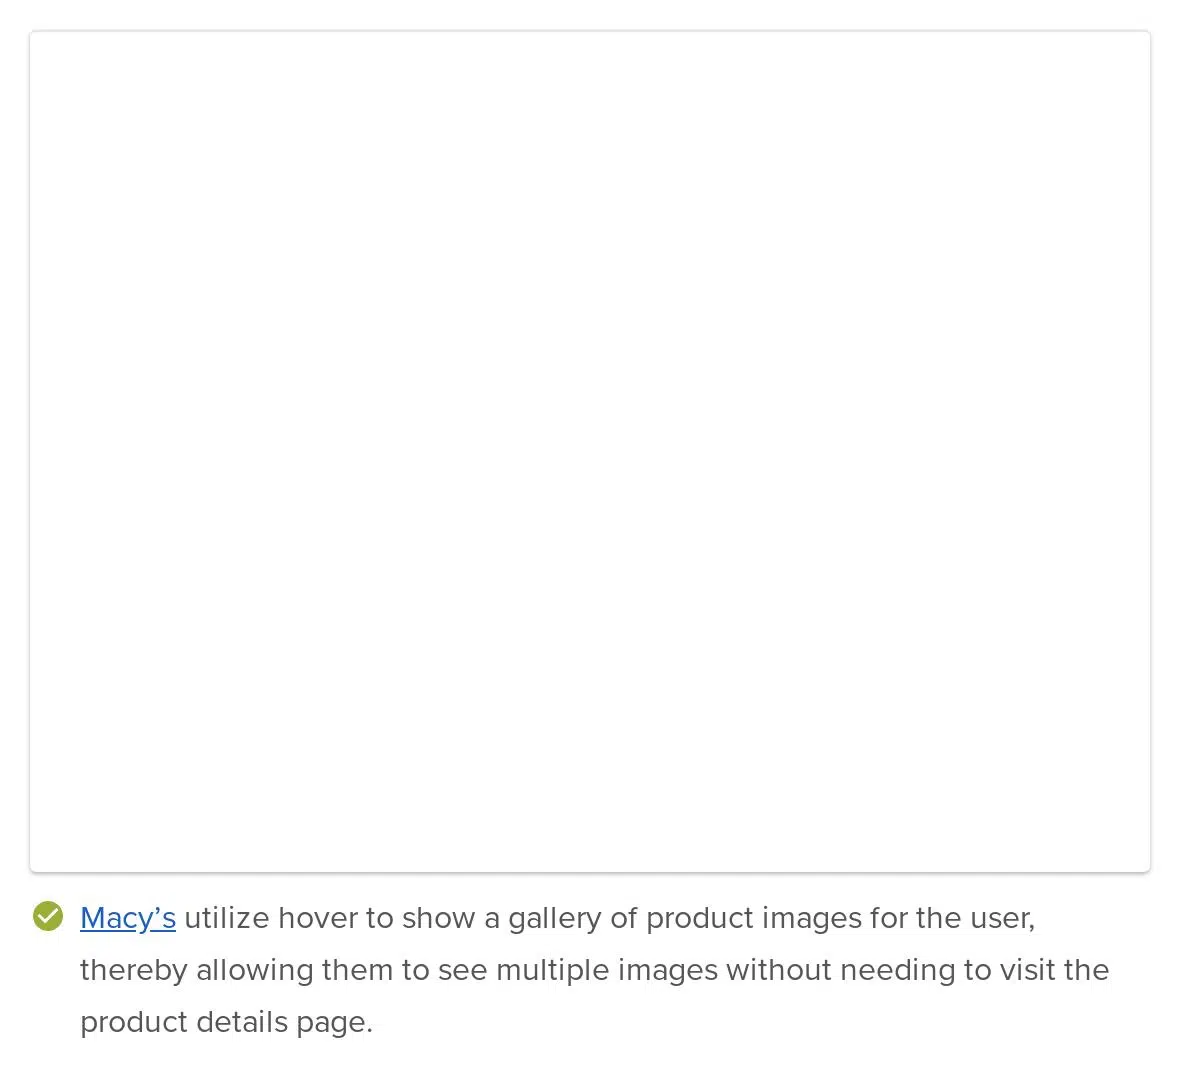 Macy’s utilize hover to show a gallery of product images for the user,
thereby allowing them to see multiple images without needing to visit the
product details page.